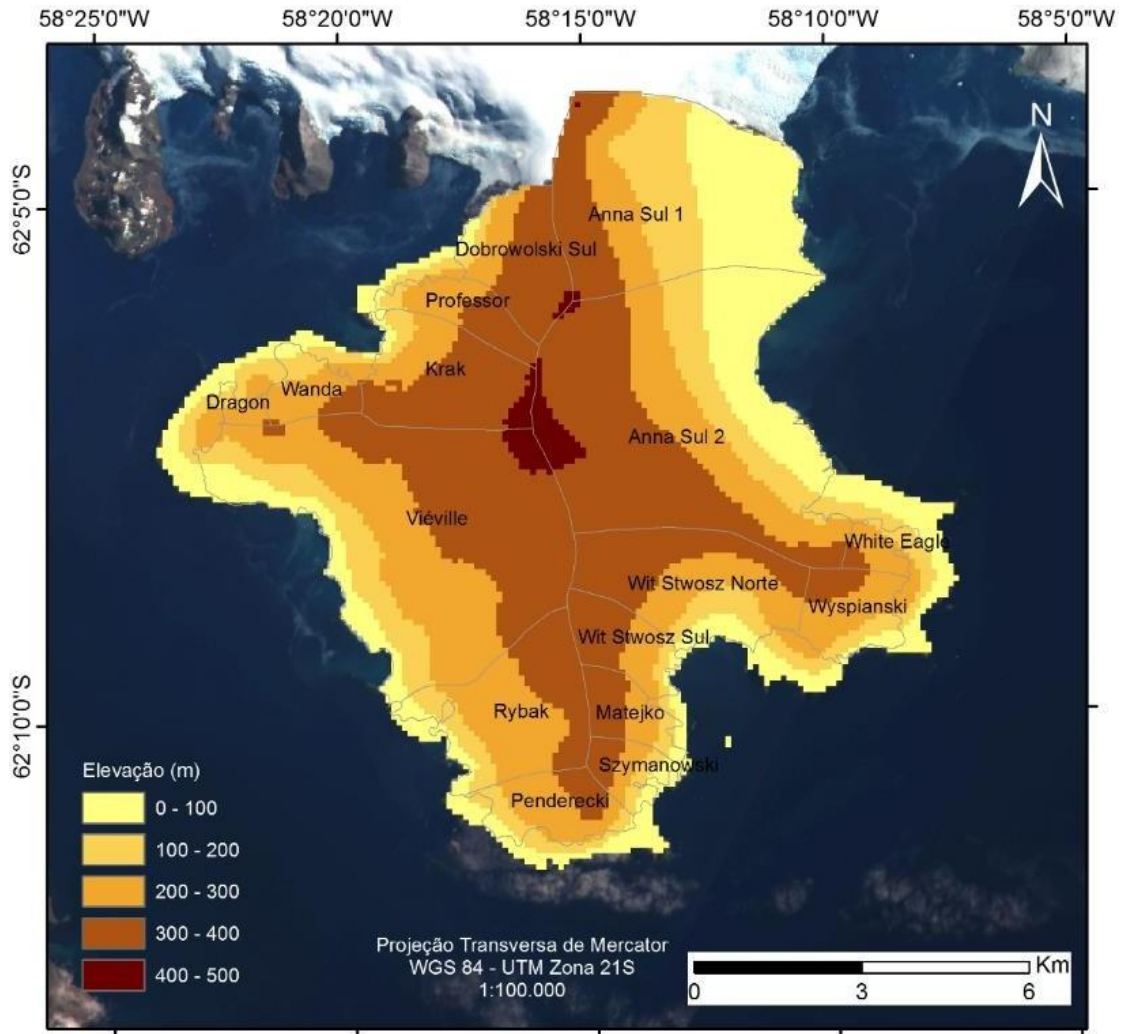 58°25'0"W 58°20'0"W 58°15'0"W 58°10'0"W 58°5'0"W
N
62°5'0"S
Anna Sul 1
Dobrowolski Sul
Professor
Krak
Wanda
Dragon
Anna Sul 2
Viéville
White Eagle
Wit Stwosz Norte
Wyspianski
Wit Stwosz Sul
Rybak
Matejko
62°10'0"S
Szymanowski
Penderecki
Elevação (m)
0 - 100
100 - 200
200 - 300
300 - 400
400 - 500
Projeção Transversa de Mercator
WGS 84 - UTM Zona 21S
1:100.000
Km
0 3 6